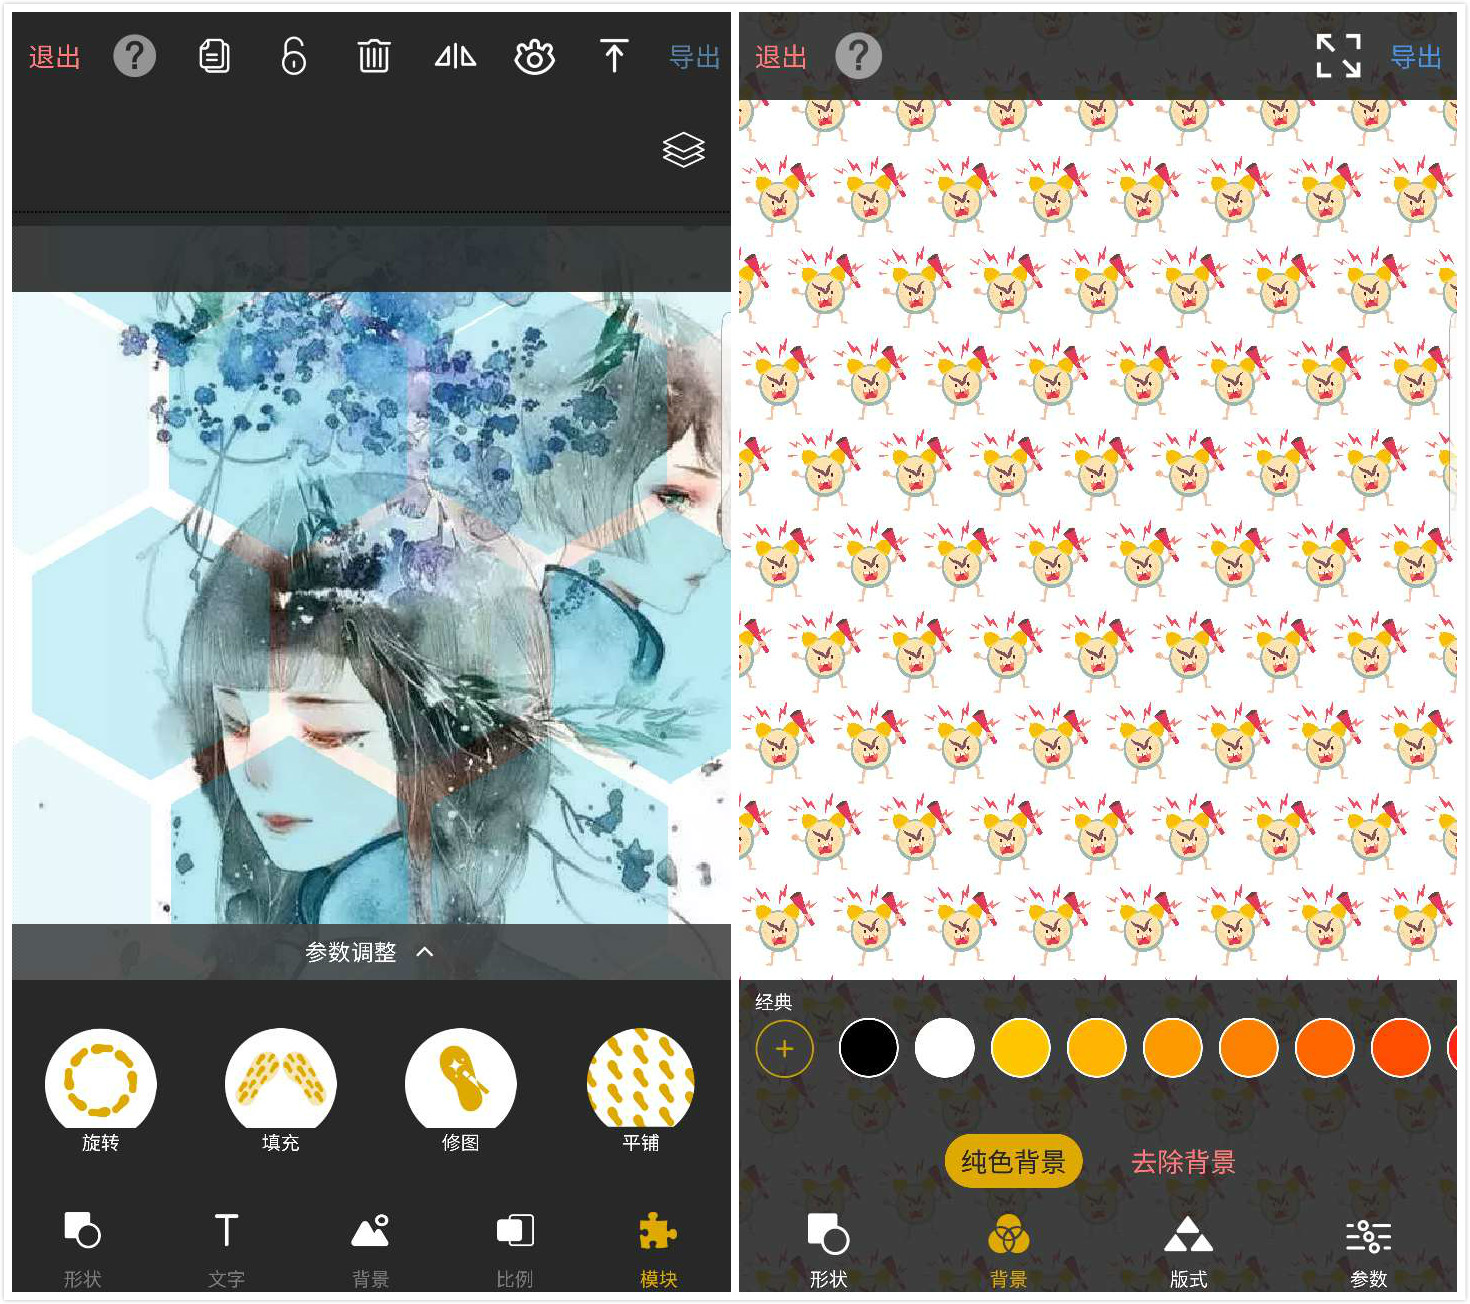 退出 ? 导出
参数调整
旋转 填充 修图 平铺
形状 文字 背景 比例 模块
退出 ? 导出
经典
纯色背景 去除背景
形状 背景 版式 参数